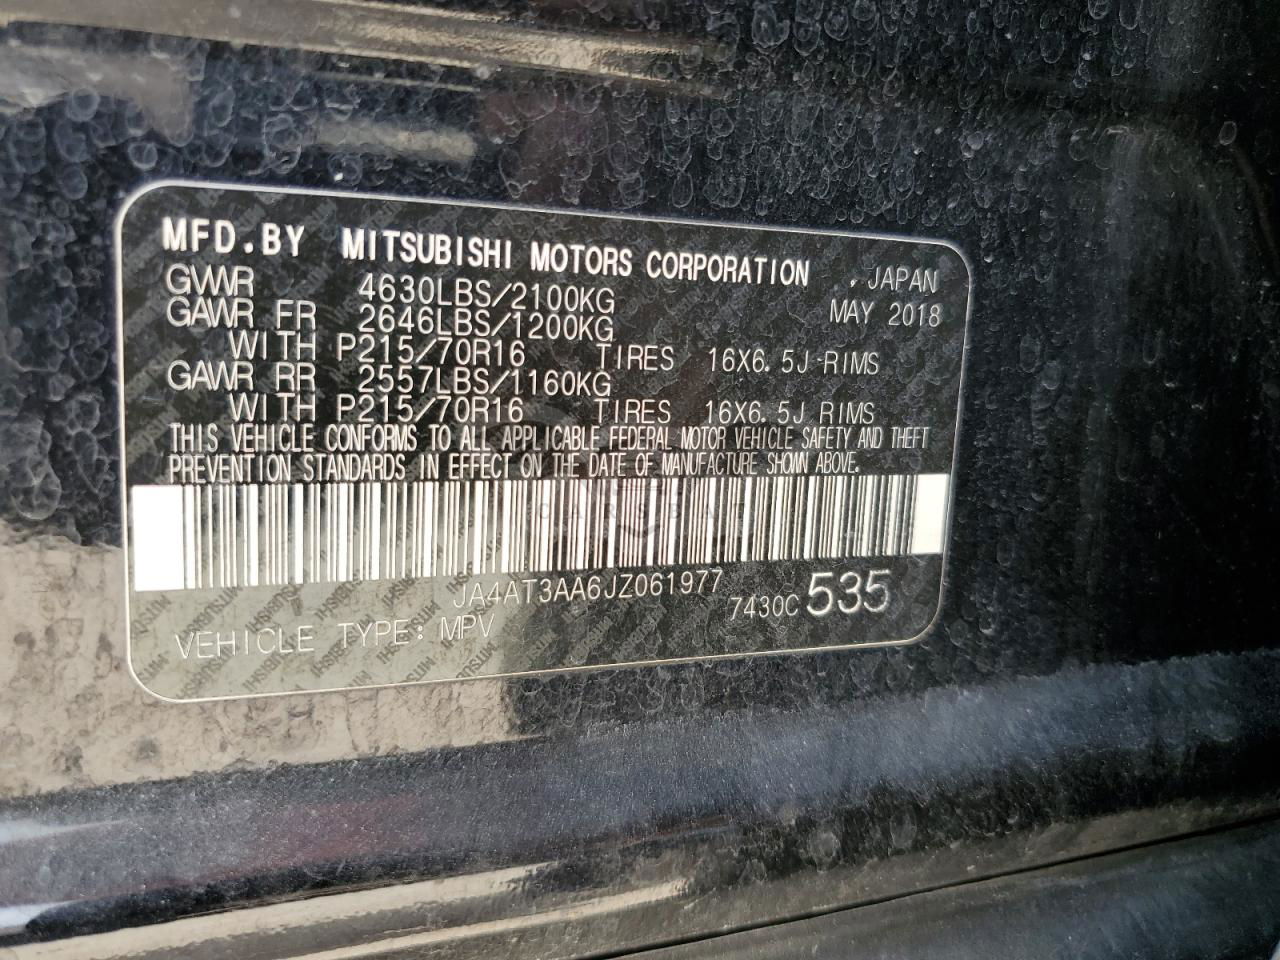 MFD.BY MITSUBISHI MOTORS CORPORATION , JAPAN
GVWR 4630LBS/2100KG MAY 2018
GAWR FR 2646LBS/1200KG
WITH P215/70R16 TIRES 16X6.5J RIMS
GAWR RR 2557LBS/1160KG
WITH P215/70R16 TIRES 16X6.5J RIMS
THIS VEHICLE CONFORMS TO ALL APPLICABLE FEDERAL MOTOR VEHICLE SAFETY AND THEFT
PREVENTION STANDARDS IN EFFECT ON THE DATE OF MANUFACTURE SHOWN ABOVE.
JA4AT3AA6JZ061977
7430C 535
VEHICLE TYPE: MPV